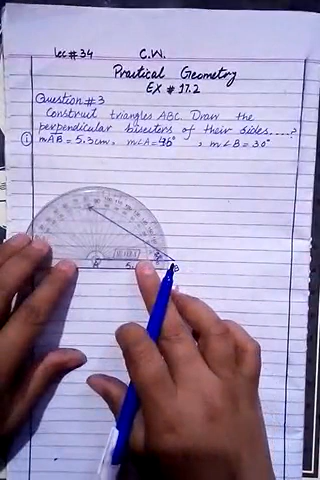 Lec # 34 C.W.
Practical Geometry
EX # 17.2
Question # 3
Construct triangles ABC. Draw the
perpendicular bisectors of their sides....?
(i) mAB = 5.3cm, m∠A = 45° , m∠B = 30°
A B